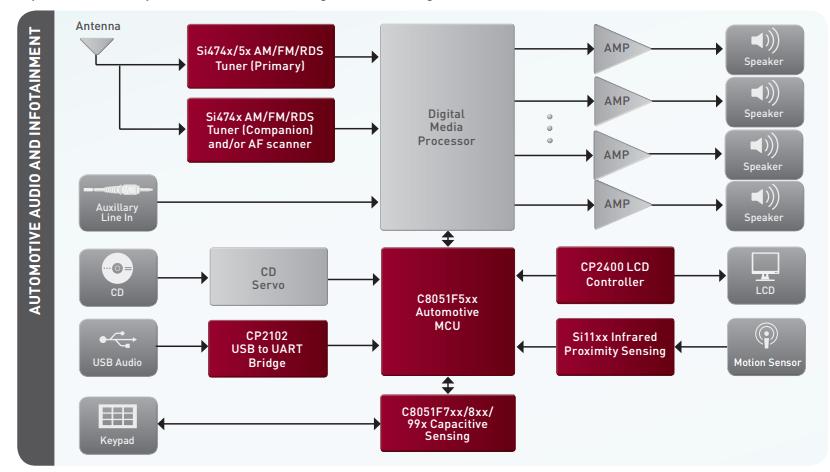 AUTOMOTIVE AUDIO AND INFOTAINMENT
Antenna
Si474x/5x AM/FM/RDS
Tuner (Primary)
Si474x AM/FM/RDS
Tuner (Companion)
and/or AF scanner
Auxillary
Line In
Digital
Media
Processor
AMP
Speaker
AMP
Speaker
AMP
Speaker
AMP
Speaker
CD
CD
Servo
USB Audio
CP2102
USB to UART
Bridge
C8051F5xx
Automotive
MCU
CP2400 LCD
Controller
LCD
Si11xx Infrared
Proximity Sensing
Motion Sensor
Keypad
C8051F7xx/8xx/
99x Capacitive
Sensing